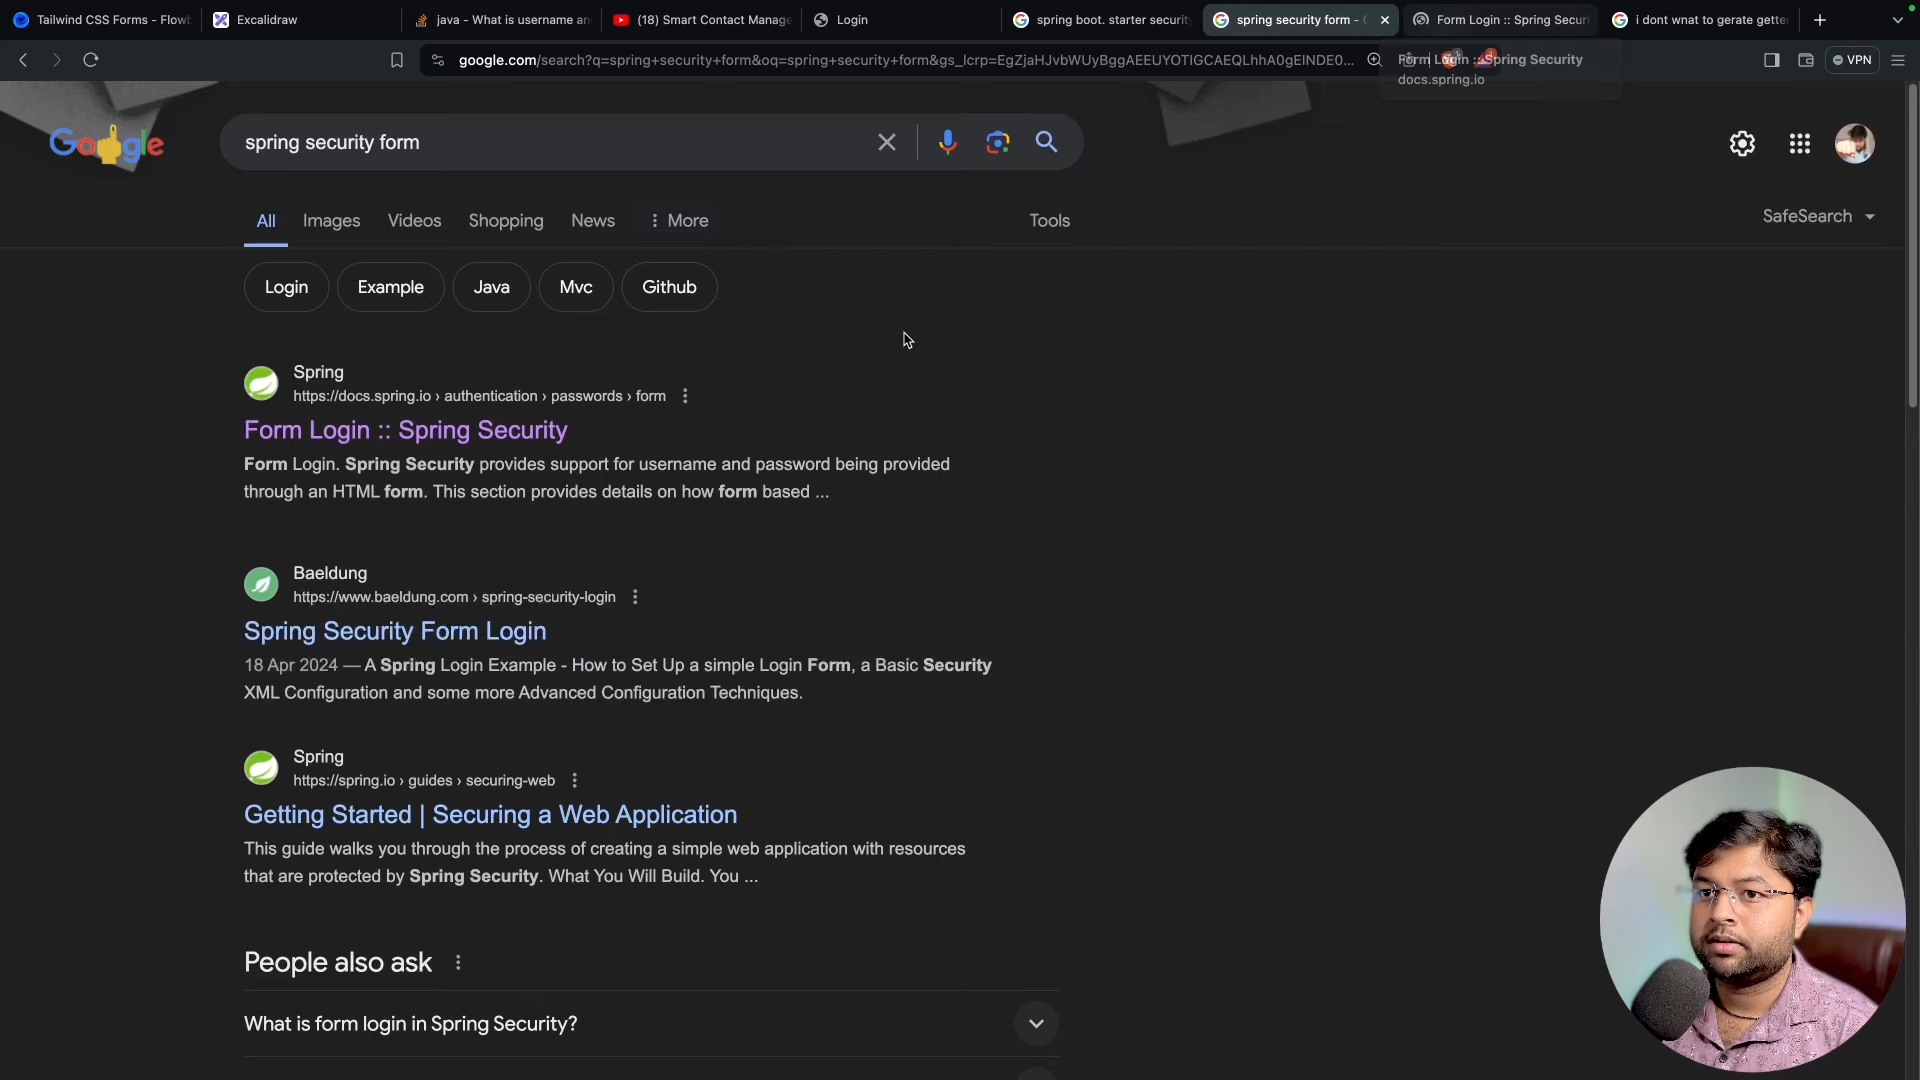 Tailwind CSS Forms - Flowb
Excalidraw
java - What is username an
(18) Smart Contact Manage
Login
spring boot. starter securit
spring security form - G
Form Login :: Spring Securi
i dont wnat to gerate getter
google.com/search?q=spring+security+form&oq=spring+security+form&gs_lcrp=EgZjaHJvbWUyBggAEEUYOTIGCAEQLhhA0gEINDE0...
Form Login :: Spring Security
docs.spring.io
VPN
spring security form
All
Images
Videos
Shopping
News
More
Tools
SafeSearch
Login
Example
Java
Mvc
Github
Spring
https://docs.spring.io › authentication › passwords › form
Form Login :: Spring Security
Form Login. Spring Security provides support for username and password being provided
through an HTML form. This section provides details on how form based ...
Baeldung
https://www.baeldung.com › spring-security-login
Spring Security Form Login
18 Apr 2024 — A Spring Login Example - How to Set Up a simple Login Form, a Basic Security
XML Configuration and some more Advanced Configuration Techniques.
Spring
https://spring.io › guides › securing-web
Getting Started | Securing a Web Application
This guide walks you through the process of creating a simple web application with resources
that are protected by Spring Security. What You Will Build. You ...
People also ask
What is form login in Spring Security?